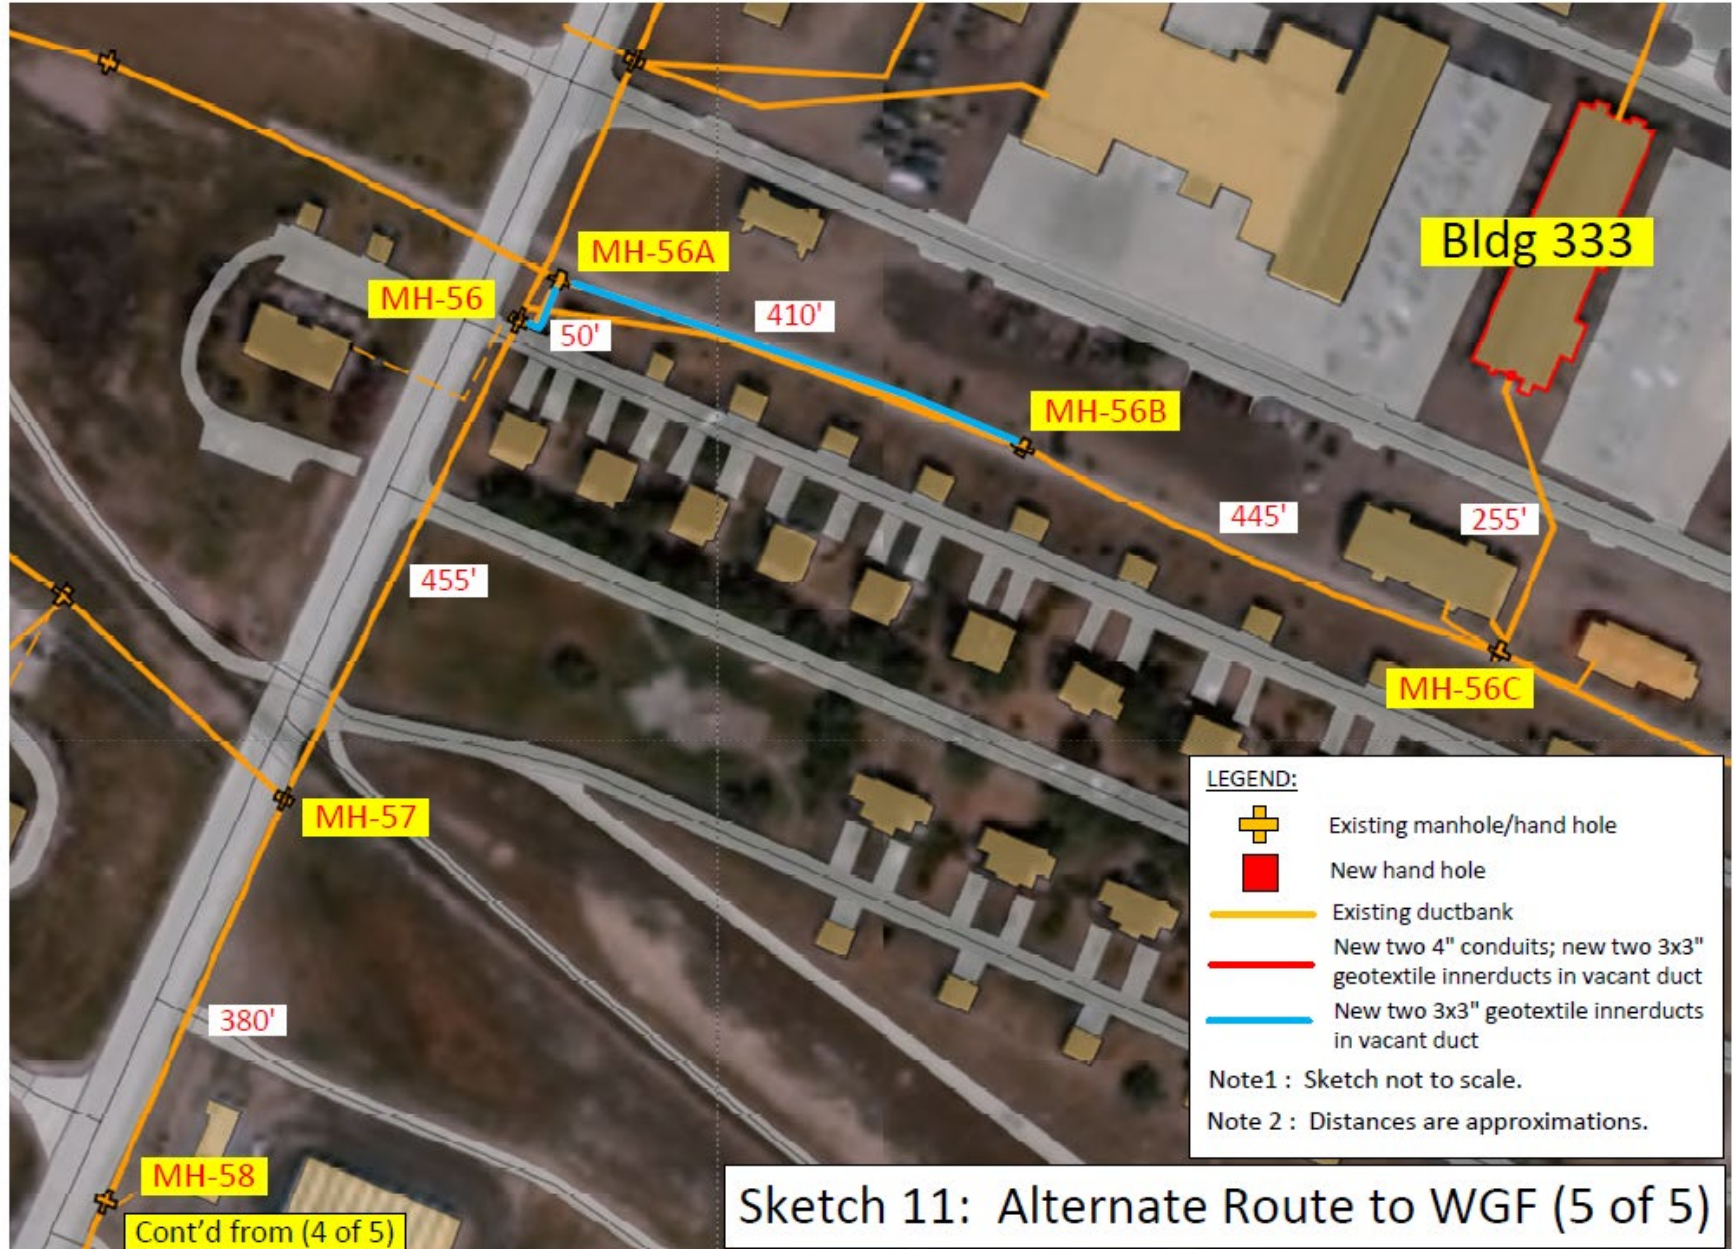 Bldg 333
MH-56A
MH-56
410'
50'
MH-56B
445'
255'
455'
MH-56C
MH-57
LEGEND:
Existing manhole/hand hole
New hand hole
Existing ductbank
New two 4" conduits; new two 3x3"
geotextile innerducts in vacant duct
New two 3x3" geotextile innerducts
in vacant duct
Note1 : Sketch not to scale.
Note 2 : Distances are approximations.
380'
MH-58
Cont'd from (4 of 5)
Sketch 11: Alternate Route to WGF (5 of 5)